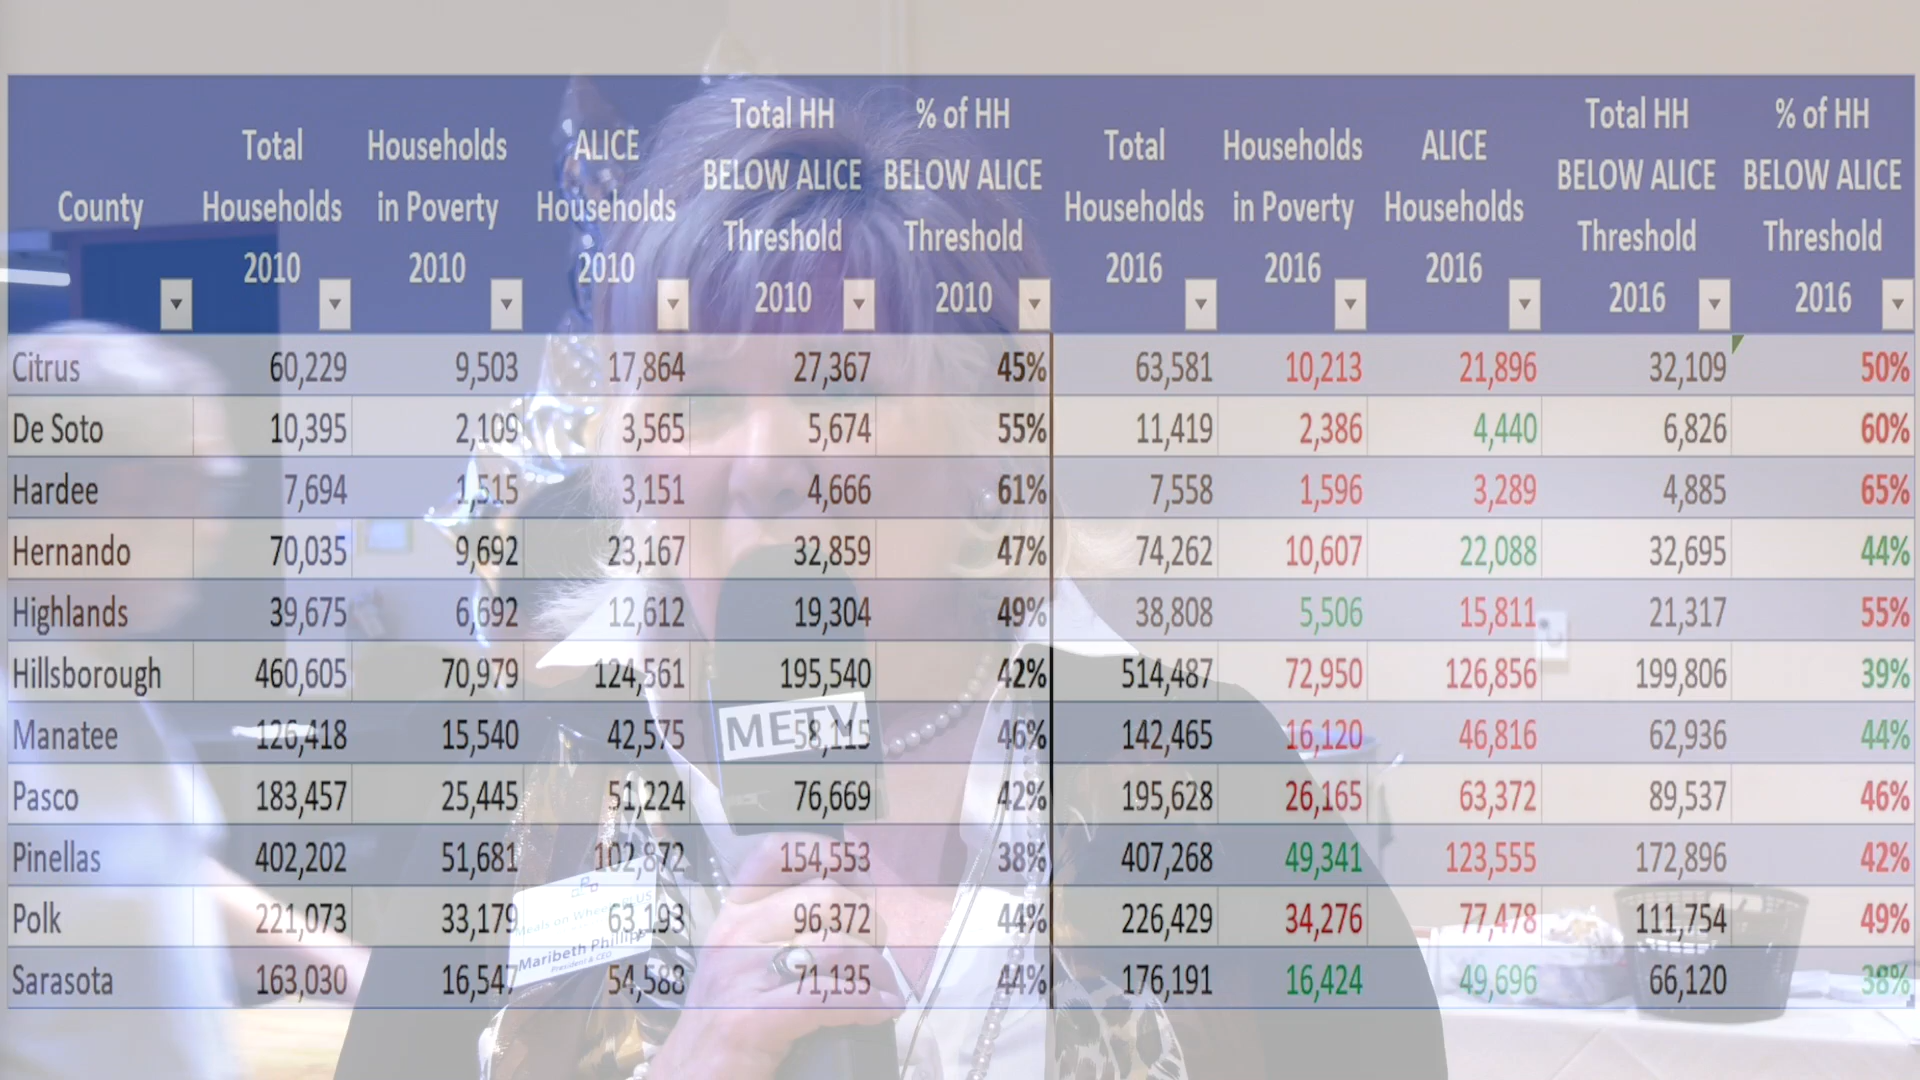 County Total Households 2010 Households in Poverty 2010 ALICE Households 2010 Total HH BELOW ALICE Threshold 2010 % of HH BELOW ALICE Threshold 2010 Total Households 2016 Households in Poverty 2016 ALICE Households 2016 Total HH BELOW ALICE Threshold 2016 % of HH BELOW ALICE Threshold 2016
Citrus 60,229 9,503 17,864 27,367 45% 63,581 10,213 21,896 32,109 50%
De Soto 10,395 2,109 3,565 5,674 55% 11,419 2,386 4,440 6,826 60%
Hardee 7,694 1,515 3,151 4,666 61% 7,558 1,596 3,289 4,885 65%
Hernando 70,035 9,692 23,167 32,859 47% 74,262 10,607 22,088 32,695 44%
Highlands 39,675 6,692 12,612 19,304 49% 38,808 5,506 15,811 21,317 55%
Hillsborough 460,605 70,979 124,561 195,540 42% 514,487 72,950 126,856 199,806 39%
Manatee 126,418 15,540 42,575 58,115 46% 142,465 16,120 46,816 62,936 44%
Pasco 183,457 25,445 51,224 76,669 42% 195,628 26,165 63,372 89,537 46%
Pinellas 402,202 51,681 102,872 154,553 38% 407,268 49,341 123,555 172,896 42%
Polk 221,073 33,179 63,193 96,372 44% 226,429 34,276 77,478 111,754 49%
Sarasota 163,030 16,547 54,588 71,135 44% 176,191 16,424 49,696 66,120 38%
METV
Meals on Wheels PLUS
Maribeth Phillips
President & CEO